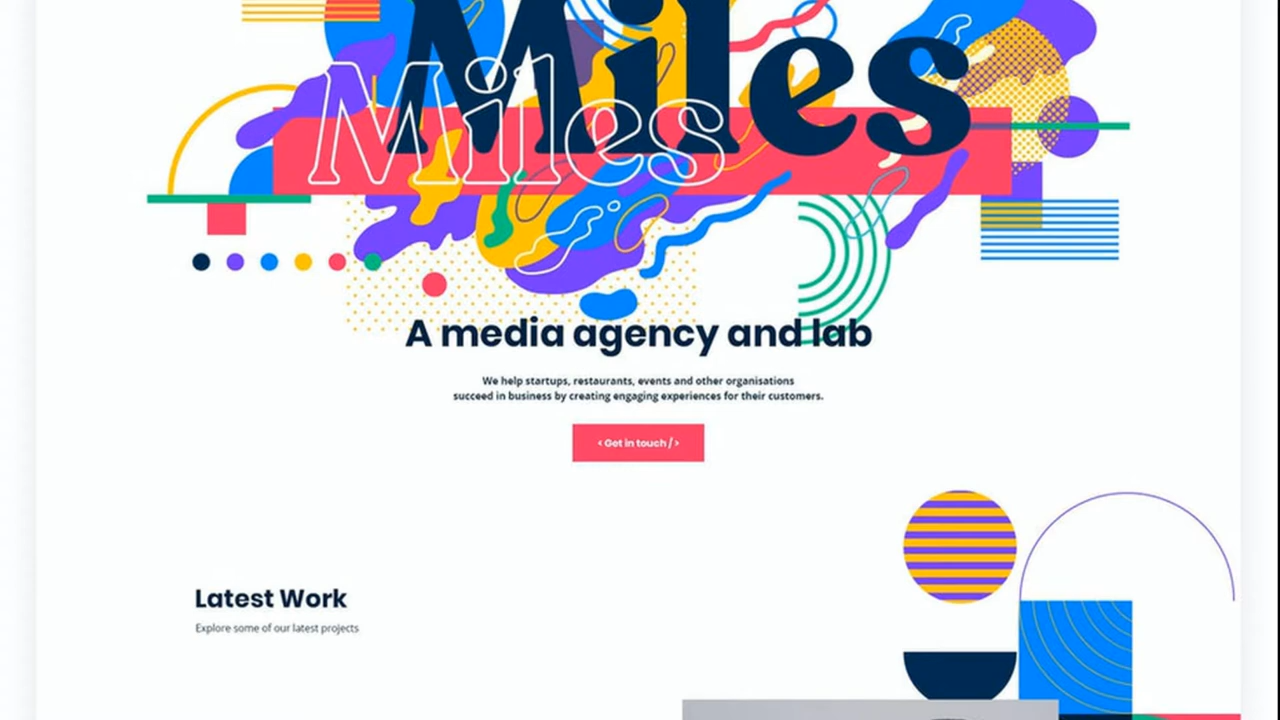 Miles
Miles
A media agency and lab
We help startups, restaurants, events and other organisations
succeed in business by creating engaging experiences for their customers.
< Get in touch / >
Latest Work
Explore some of our latest projects